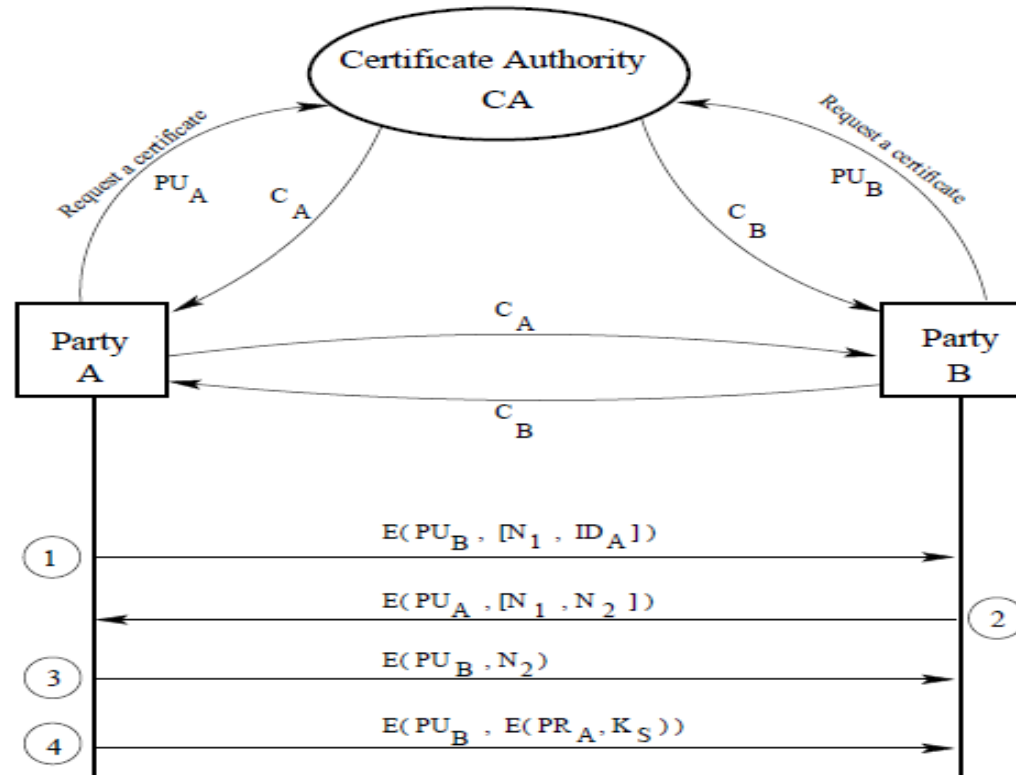 Certificate Authority
CA
Request a certificate
PU_A
C_A
Request a certificate
PU_B
C_B
Party
A
Party
B
C_A
C_B
1
E( PU_B , [N_1 , ID_A ] )
E( PU_A , [N_1 , N_2 ] )
2
3
E( PU_B , N_2 )
4
E( PU_B , E( PR_A , K_S ) )